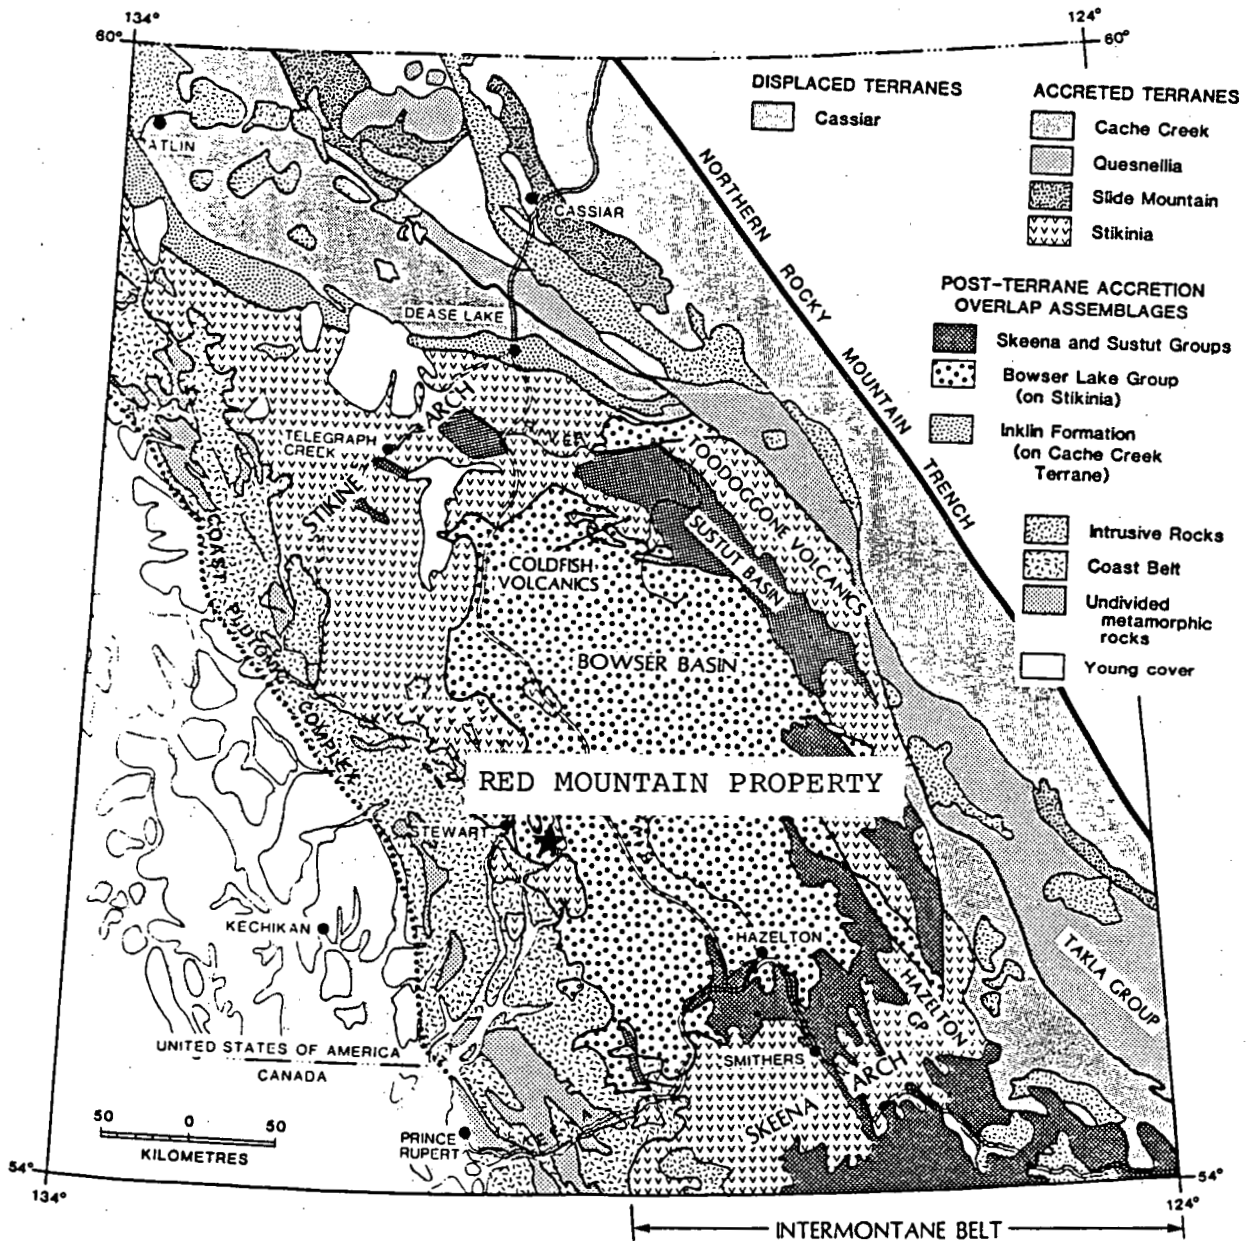 134°
124°
60°
60°
DISPLACED TERRANES
Cassiar
ACCRETED TERRANES
Cache Creek
Quesnellia
Slide Mountain
Stikinia
POST-TERRANE ACCRETION
OVERLAP ASSEMBLAGES
Skeena and Sustut Groups
Bowser Lake Group
(on Stikinia)
Inklin Formation
(on Cache Creek
Terrane)
Intrusive Rocks
Coast Belt
Undivided
metamorphic
rocks
Young cover
ATLIN
CASSIAR
NORTHERN ROCKY MOUNTAIN TRENCH
DEASE LAKE
TELEGRAPH
CREEK
STIKINE ARCH
TOODOGGONE VOLCANICS
SUSTUT BASIN
COLDFISH
VOLCANICS
COAST PLUTONIC COMPLEX
BOWSER BASIN
RED MOUNTAIN PROPERTY
STEWART
KECHIKAN
HAZELTON
HAZELTON
GP
TAKLA GROUP
UNITED STATES OF AMERICA
CANADA
SMITHERS
SKEENA ARCH
50 0 50
KILOMETRES
PRINCE
RUPERT
54°
134°
54°
124°
INTERMONTANE BELT